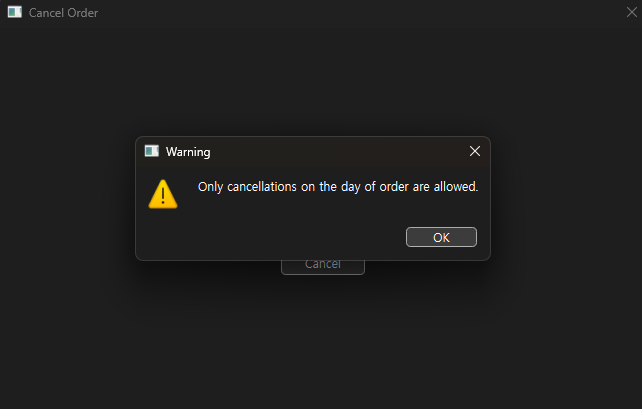 Cancel Order
Warning
Only cancellations on the day of order are allowed.
OK
Cancel